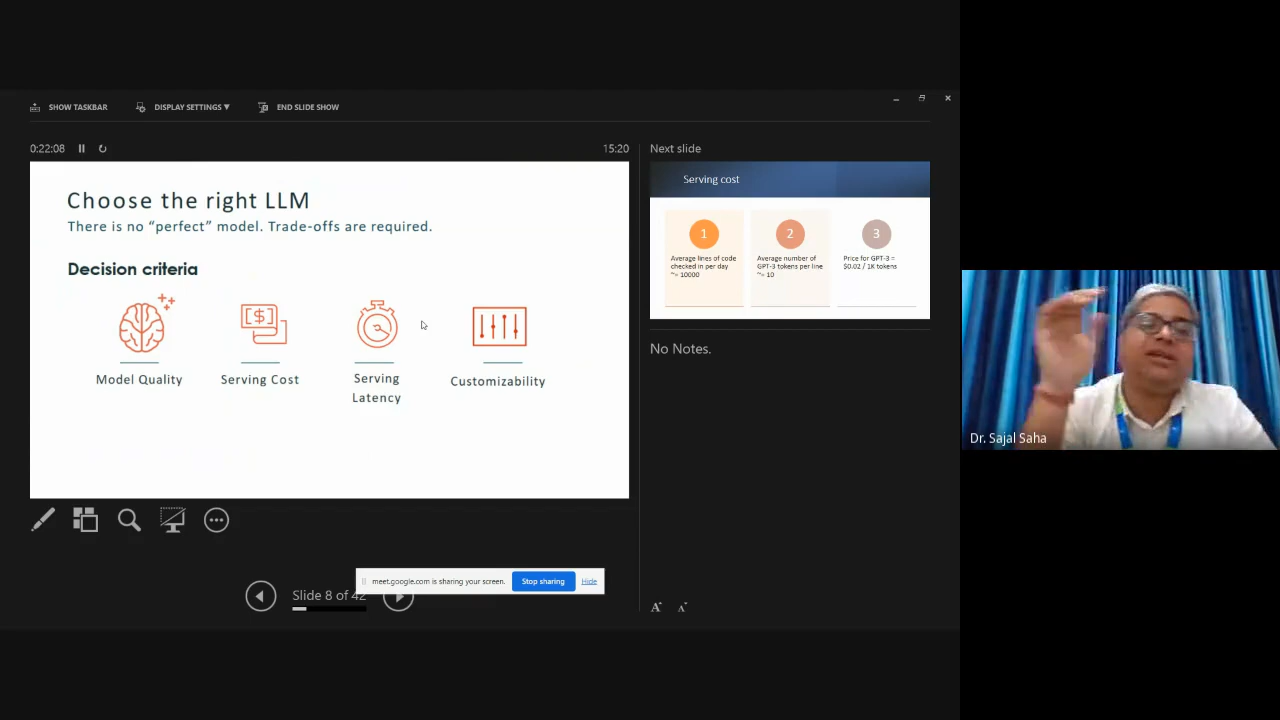 SHOW TASKBAR
DISPLAY SETTINGS ▼
END SLIDE SHOW
0:22:08
15:20
Choose the right LLM
There is no “perfect” model. Trade-offs are required.
Decision criteria
Model Quality
Serving Cost
Serving
Latency
Customizability
Next slide
Serving cost
1
Average lines of code
checked in per day
~= 10000
2
Average number of
GPT-3 tokens per line
~= 10
3
Price for GPT-3 =
$0.02 / 1K tokens
No Notes.
Dr. Sajal Saha
meet.google.com is sharing your screen.
Stop sharing
Hide
Slide 8 of 42
A
A